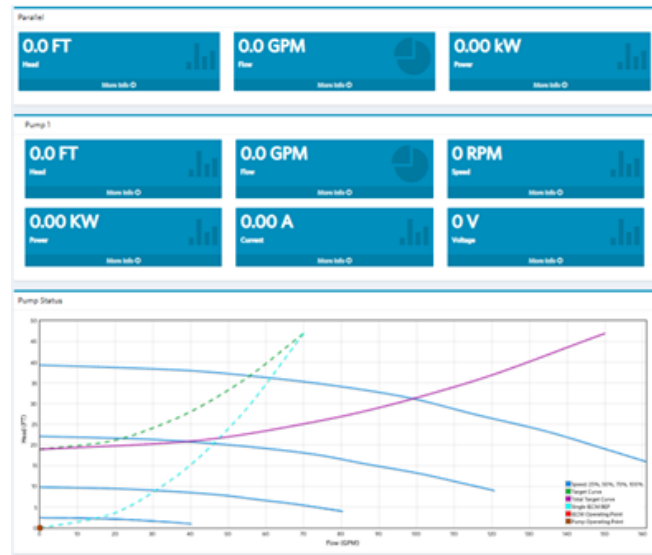 Parallel
0.0 FT
Head
More Info
0.0 GPM
Flow
More Info
0.00 kW
Power
More Info
Pump 1
0.0 FT
Head
More Info
0.0 GPM
Flow
More Info
0 RPM
Speed
More Info
0.00 KW
Power
More Info
0.00 A
Current
More Info
0 V
Voltage
More Info
Pump Status
50
45
40
35
30
25
20
15
10
5
0
Head (FT)
0 10 20 30 40 50 60 70 80 90 100 110 120 130 140 150 160
Flow (GPM)
Speed 25%, 50%, 75%, 100%
Target Curve
Total Target Curve
Single IECM REF
IECM Operating Point
Pump Operating Point